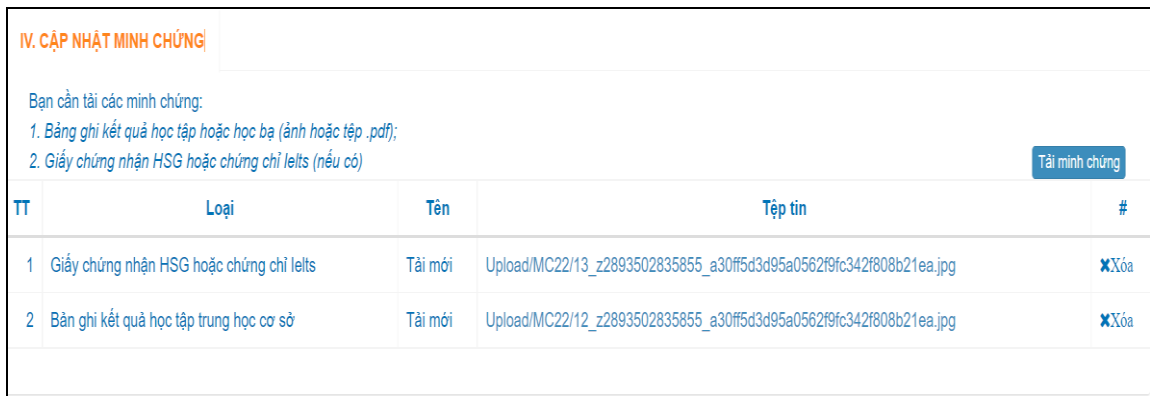 IV. CẬP NHẬT MINH CHỨNG
Bạn cần tải các minh chứng:
1. Bảng ghi kết quả học tập hoặc học bạ (ảnh hoặc tệp .pdf);
2. Giấy chứng nhận HSG hoặc chứng chỉ Ielts (nếu có)
Tải minh chứng
TT Loại Tên Tệp tin #
1 Giấy chứng nhận HSG hoặc chứng chỉ Ielts Tải mới Upload/MC22/13_z2893502835855_a30ff5d3d95a0562f9fc342f808b21ea.jpg ✖Xóa
2 Bản ghi kết quả học tập trung học cơ sở Tải mới Upload/MC22/12_z2893502835855_a30ff5d3d95a0562f9fc342f808b21ea.jpg ✖Xóa